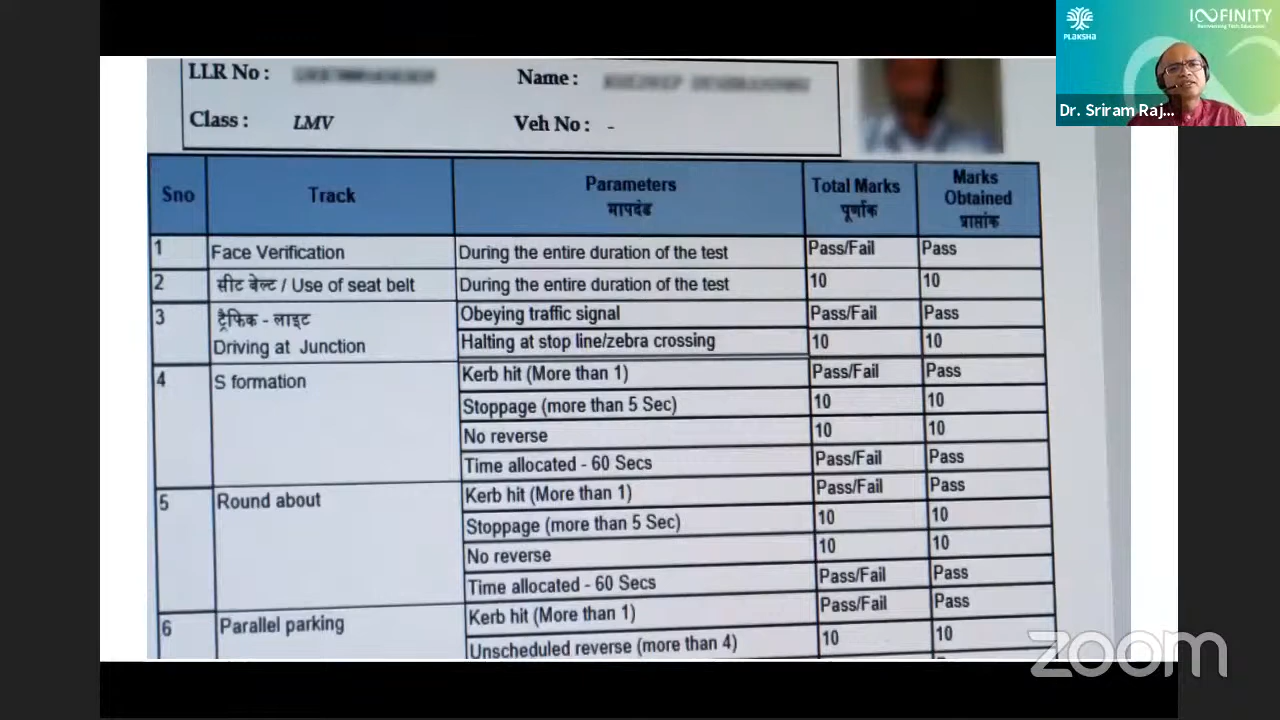 PLAKSHA
INFINITY
Dr. Sriram Raj...
LLR No :
Name :
Class : LMV
Veh No : -
Sno Track Parameters मापदंड Total Marks पूर्णांक Marks Obtained प्राप्तांक
1 Face Verification During the entire duration of the test Pass/Fail Pass
2 सीट बेल्ट / Use of seat belt During the entire duration of the test 10 10
3 ट्रैफिक - लाइट Obeying traffic signal Pass/Fail Pass
Driving at Junction Halting at stop line/zebra crossing 10 10
4 S formation Kerb hit (More than 1) Pass/Fail Pass
Stoppage (more than 5 Sec) 10 10
No reverse 10 10
Time allocated - 60 Secs Pass/Fail Pass
5 Round about Kerb hit (More than 1) Pass/Fail Pass
Stoppage (more than 5 Sec) 10 10
No reverse 10 10
Time allocated - 60 Secs Pass/Fail Pass
6 Parallel parking Kerb hit (More than 1) Pass/Fail Pass
Unscheduled reverse (more than 4) 10 10
zoom